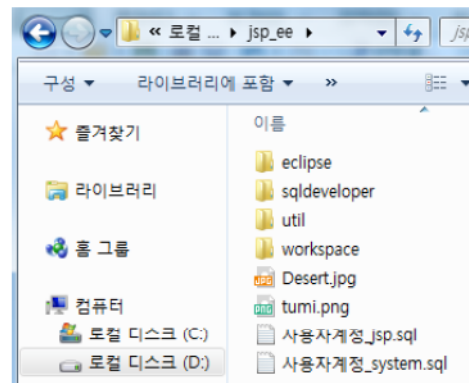 « 로컬 ... ▸ jsp_ee ▸
jsp
구성 ▼ 라이브러리에 포함 ▼ »
이름
즐겨찾기
라이브러리
홈 그룹
컴퓨터
로컬 디스크 (C:)
로컬 디스크 (D:)
eclipse
sqldeveloper
util
workspace
Desert.jpg
tumi.png
사용자계정_jsp.sql
사용자계정_system.sql